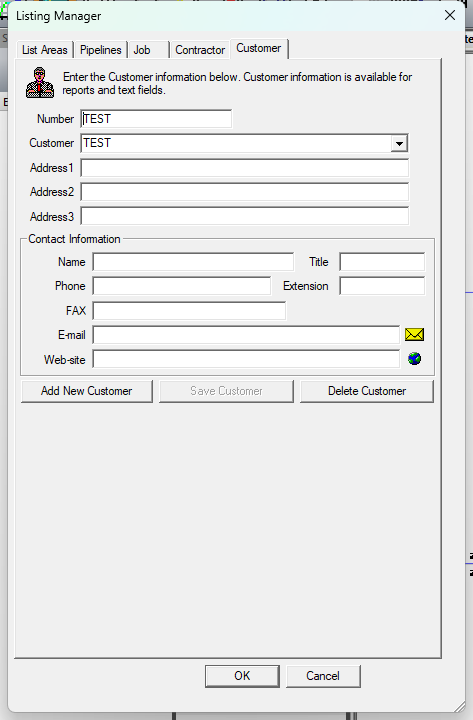 Listing Manager
List Areas Pipelines Job Contractor Customer
Enter the Customer information below. Customer information is available for
reports and text fields.
Number TEST
Customer TEST
Address1
Address2
Address3
Contact Information
Name Title
Phone Extension
FAX
E-mail
Web-site
Add New Customer Save Customer Delete Customer
OK Cancel